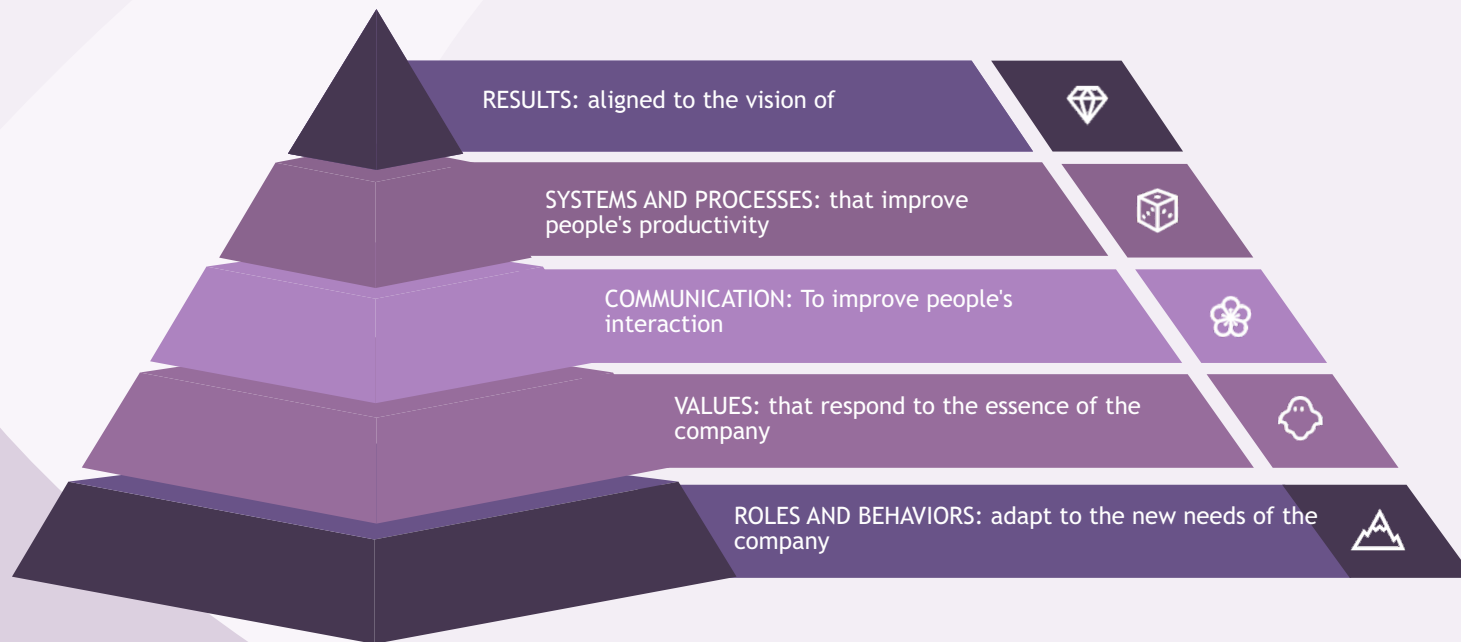 RESULTS: aligned to the vision of
SYSTEMS AND PROCESSES: that improve
people's productivity
COMMUNICATION: To improve people's
interaction
VALUES: that respond to the essence of the
company
ROLES AND BEHAVIORS: adapt to the new needs of the
company